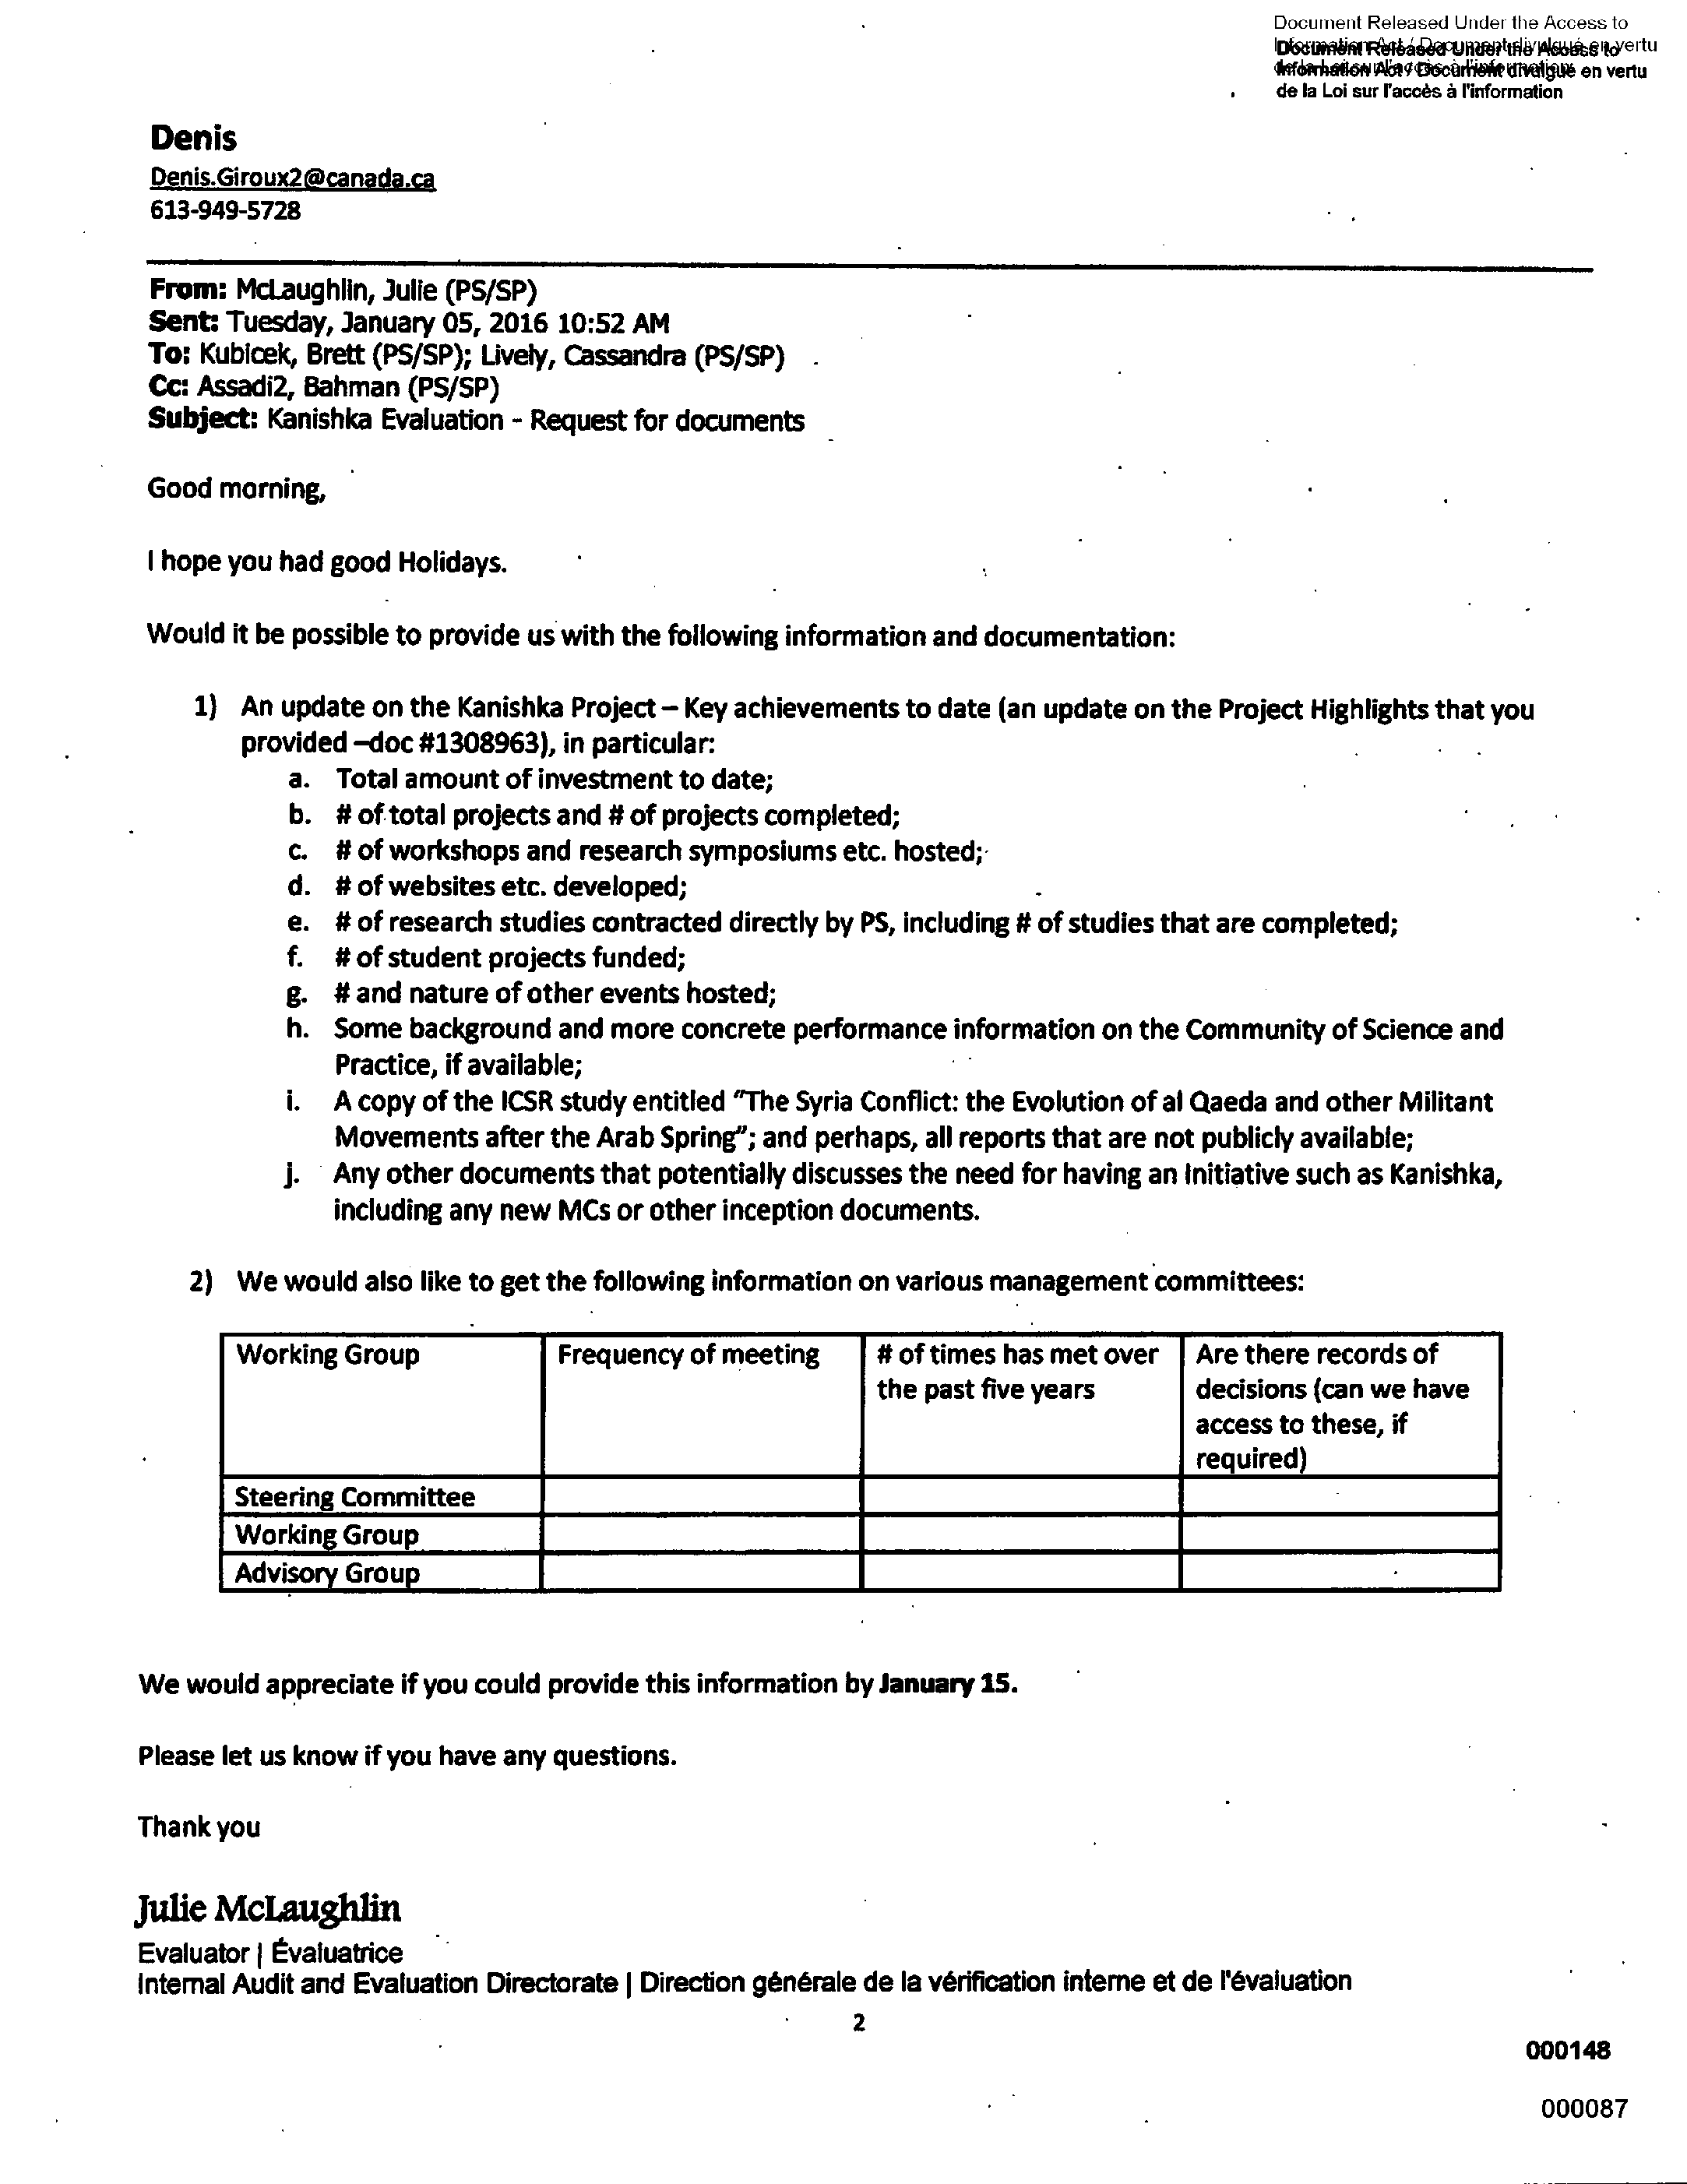 Document Released Under the Access to
Information Act / Document divulgué en vertu
de la Loi sur l'accès à l'information
Document Released Under the Access to
Information Act / Document divulgué en vertu
de la Loi sur l'accès à l'information
Denis
Denis.Giroux2@canada.ca
613-949-5728
From: McLaughlin, Julie (PS/SP)
Sent: Tuesday, January 05, 2016 10:52 AM
To: Kubicek, Brett (PS/SP); Lively, Cassandra (PS/SP)
Cc: Assadi2, Bahman (PS/SP)
Subject: Kanishka Evaluation - Request for documents
Good morning,
I hope you had good Holidays.
Would it be possible to provide us with the following information and documentation:
1) An update on the Kanishka Project – Key achievements to date (an update on the Project Highlights that you
provided –doc #1308963), in particular:
a. Total amount of investment to date;
b. # of total projects and # of projects completed;
c. # of workshops and research symposiums etc. hosted;
d. # of websites etc. developed;
e. # of research studies contracted directly by PS, including # of studies that are completed;
f. # of student projects funded;
g. # and nature of other events hosted;
h. Some background and more concrete performance information on the Community of Science and
Practice, if available;
i. A copy of the ICSR study entitled "The Syria Conflict: the Evolution of al Qaeda and other Militant
Movements after the Arab Spring"; and perhaps, all reports that are not publicly available;
j. Any other documents that potentially discusses the need for having an Initiative such as Kanishka,
including any new MCs or other inception documents.
2) We would also like to get the following information on various management committees:
Working Group
Frequency of meeting
# of times has met over
the past five years
Are there records of
decisions (can we have
access to these, if
required)
Steering Committee
Working Group
Advisory Group
We would appreciate if you could provide this information by January 15.
Please let us know if you have any questions.
Thank you
Julie McLaughlin
Evaluator | Évaluatrice
Internal Audit and Evaluation Directorate | Direction générale de la vérification interne et de l'évaluation
2
000148
000087